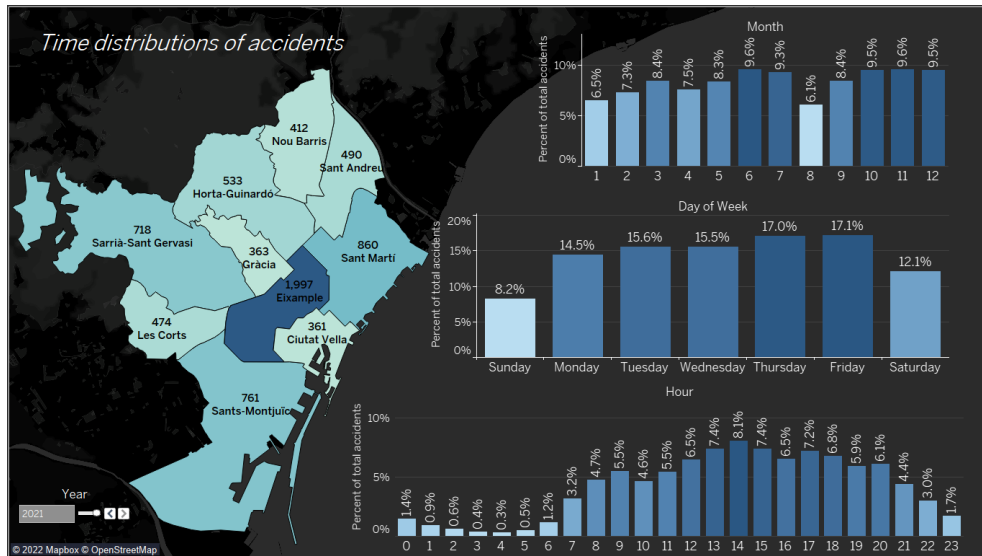 Time distributions of accidents
412
Nou Barris
490
Sant Andreu
533
Horta-Guinardó
718
Sarrià-Sant Gervasi
363
Gràcia
860
Sant Martí
1,997
Eixample
474
Les Corts
361
Ciutat Vella
761
Sants-Montjuïc
Year
2021
© 2022 Mapbox © OpenStreetMap
Month
Percent of total accidents
10%
5%
0%
6.5% 7.3% 8.4% 7.5% 8.3% 9.6% 9.3% 6.1% 8.4% 9.5% 9.6% 9.5%
1 2 3 4 5 6 7 8 9 10 11 12
Day of Week
Percent of total accidents
20%
15%
10%
5%
0%
8.2% 14.5% 15.6% 15.5% 17.0% 17.1% 12.1%
Sunday Monday Tuesday Wednesday Thursday Friday Saturday
Hour
Percent of total accidents
10%
5%
0%
1.4% 0.9% 0.6% 0.4% 0.3% 0.5% 1.2% 3.2% 4.7% 5.5% 4.6% 5.5% 6.5% 7.4% 8.1% 7.4% 6.5% 7.2% 6.8% 5.9% 6.1% 4.4% 3.0% 1.7%
0 1 2 3 4 5 6 7 8 9 10 11 12 13 14 15 16 17 18 19 20 21 22 23